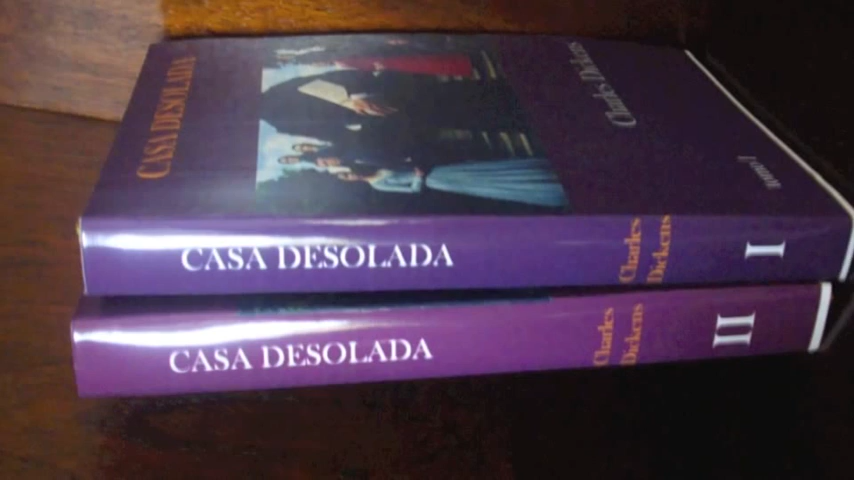 CASA DESOLADA
Charles Dickens
tomo I
CASA DESOLADA
Charles
Dickens
I
CASA DESOLADA
Charles
Dickens
II